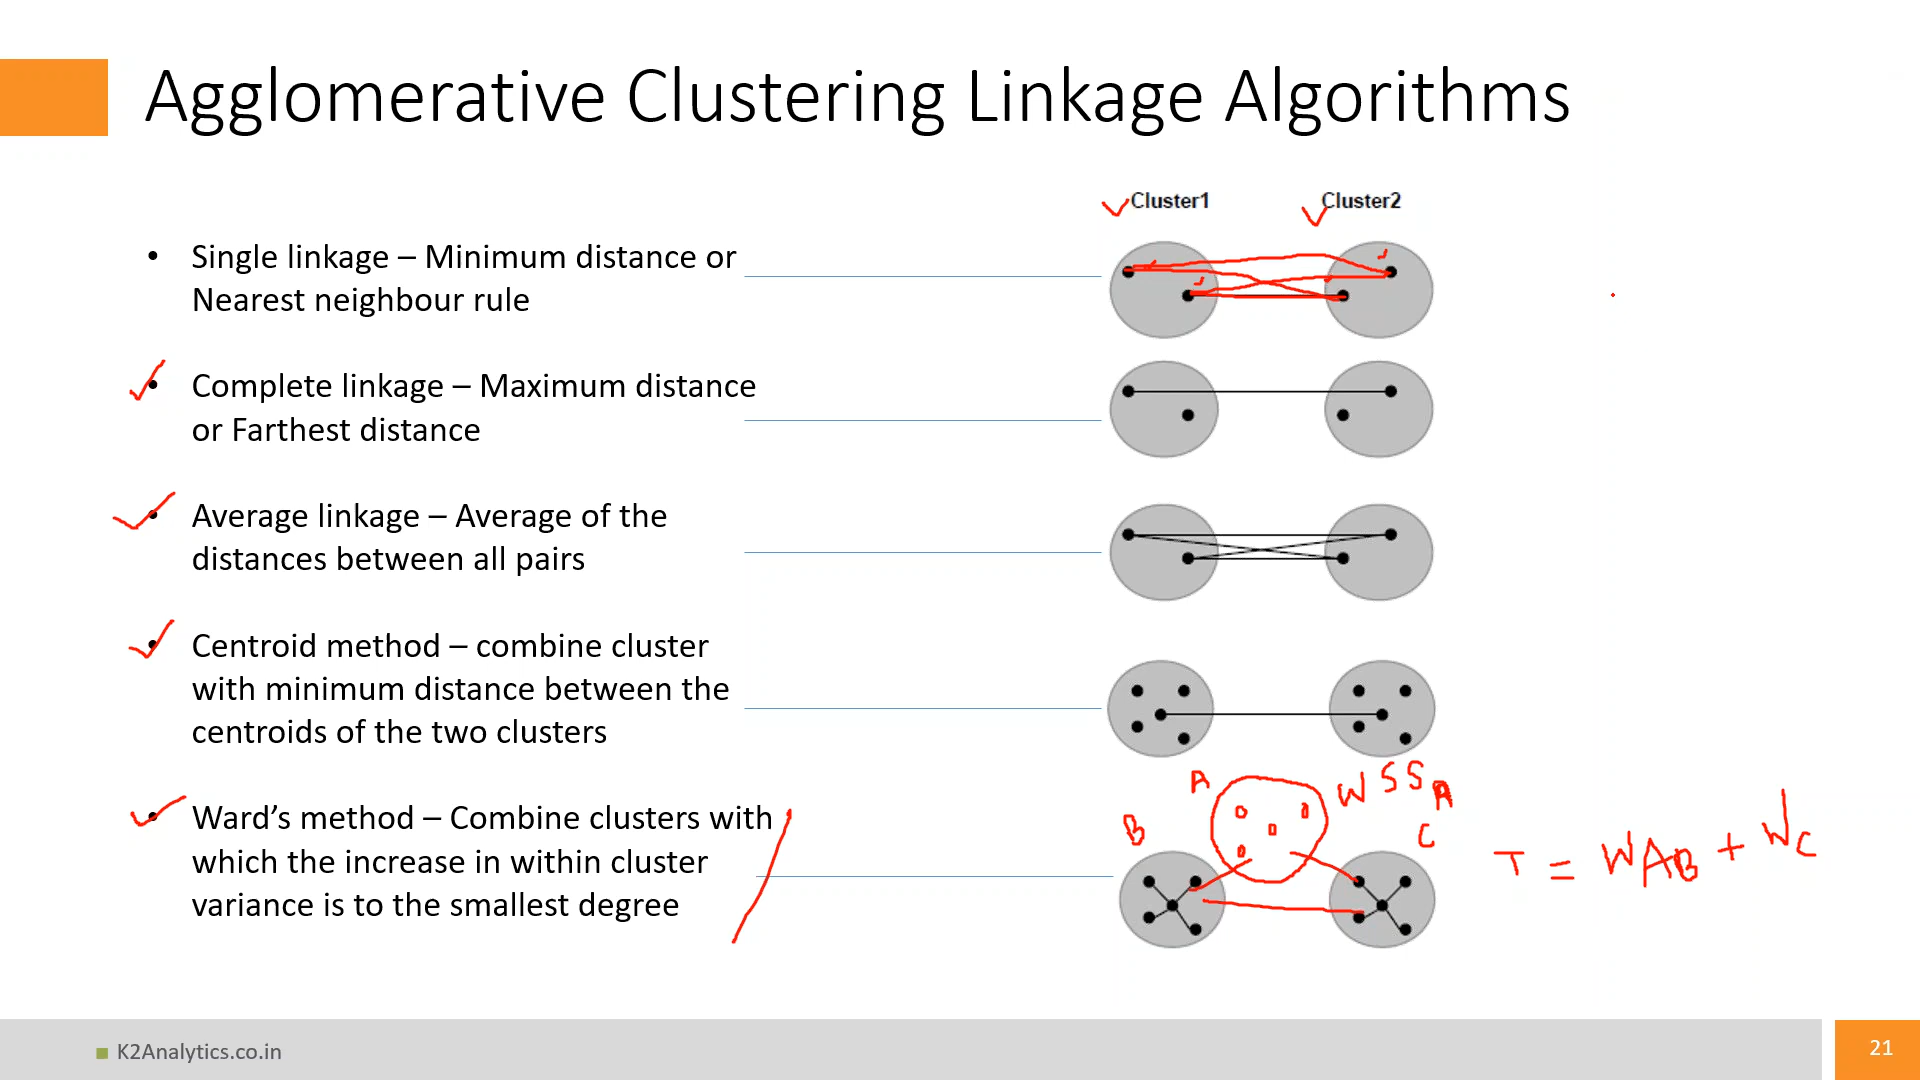 Agglomerative Clustering Linkage Algorithms
Cluster1
Cluster2
• Single linkage – Minimum distance or
Nearest neighbour rule
• Complete linkage – Maximum distance
or Farthest distance
• Average linkage – Average of the
distances between all pairs
• Centroid method – combine cluster
with minimum distance between the
centroids of the two clusters
• Ward’s method – Combine clusters with
which the increase in within cluster
variance is to the smallest degree
A
WSS A
B
C
T = WAB + WC
K2Analytics.co.in
21